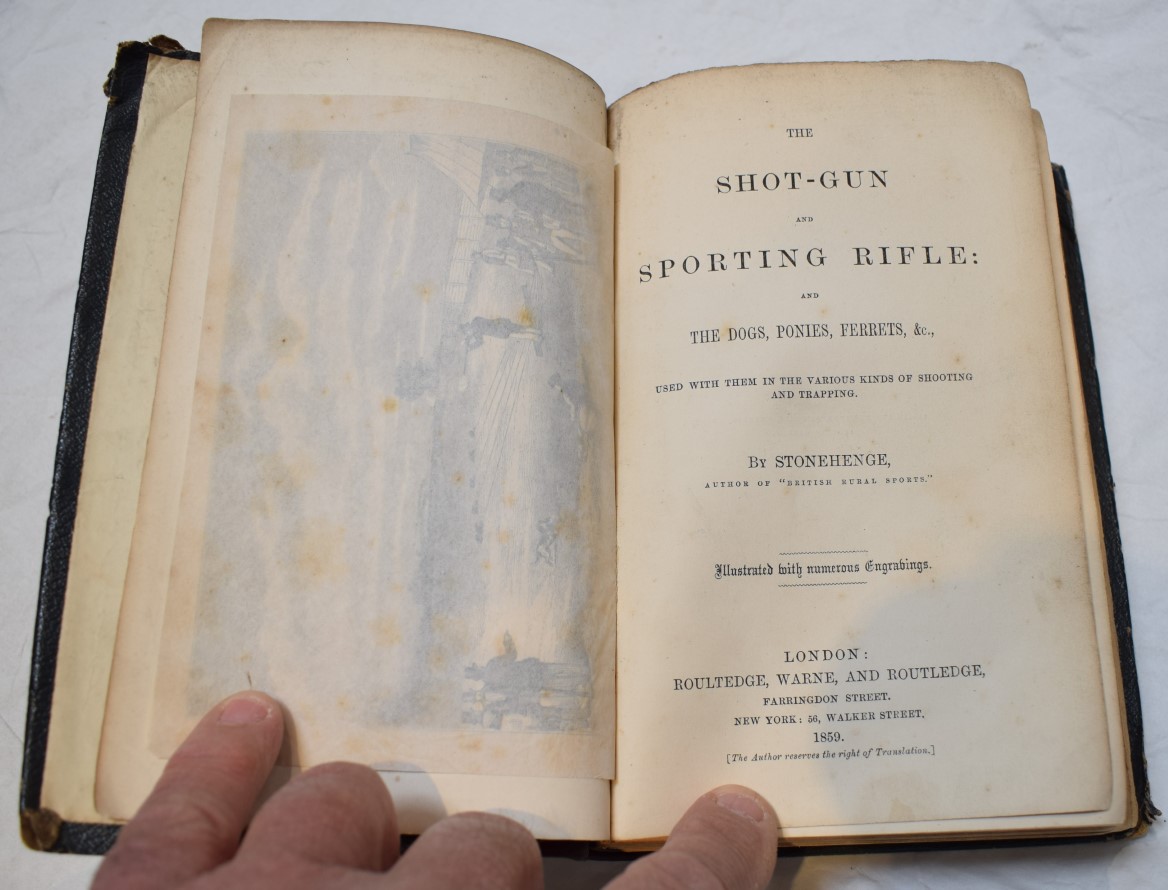 THE
SHOT-GUN
AND
SPORTING RIFLE:
AND
THE DOGS, PONIES, FERRETS, &c.,
USED WITH THEM IN THE VARIOUS KINDS OF SHOOTING
AND TRAPPING.
BY STONEHENGE,
AUTHOR OF "BRITISH RURAL SPORTS."
Illustrated with numerous Engravings.
LONDON:
ROULTEDGE, WARNE, AND ROUTLEDGE,
FARRINGDON STREET.
NEW YORK: 56, WALKER STREET.
1859.
[The Author reserves the right of Translation.]